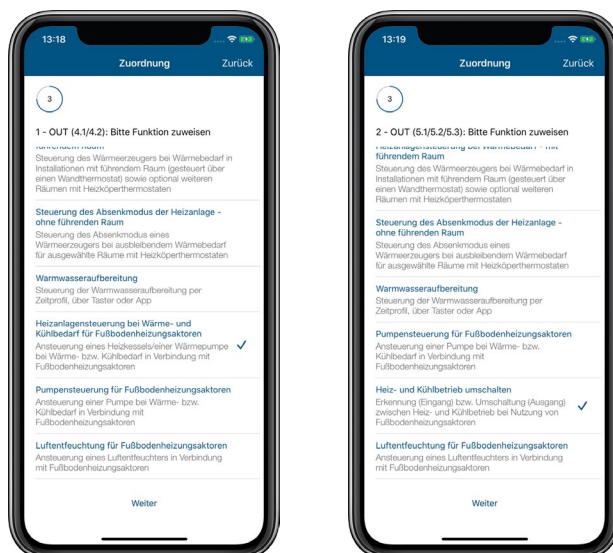 13:18
Zuordnung
Zurück
3
1 - OUT (4.1/4.2): Bitte Funktion zuweisen
führendem Raum
Steuerung des Wärmeerzeugers bei Wärmebedarf in
Installationen mit führendem Raum (gesteuert über
einen Wandthermostat) sowie optional weiteren
Räumen mit Heizköperthermostaten
Steuerung des Absenkmodus der Heizanlage -
ohne führenden Raum
Steuerung des Absenkmodus eines
Wärmeerzeugers bei ausbleibendem Wärmebedarf
für ausgewählte Räume mit Heizköperthermostaten
Warmwasseraufbereitung
Steuerung der Warmwasseraufbereitung per
Zeitprofil, über Taster oder App
Heizanlagensteuerung bei Wärme- und
Kühlbedarf für Fußbodenheizungsaktoren
Ansteuerung eines Heizkessels/einer Wärmepumpe
bei Wärme- bzw. Kühlbedarf in Verbindung mit
Fußbodenheizungsaktoren
Pumpensteuerung für Fußbodenheizungsaktoren
Ansteuerung einer Pumpe bei Wärme- bzw.
Kühlbedarf in Verbindung mit
Fußbodenheizungsaktoren
Luftentfeuchtung für Fußbodenheizungsaktoren
Ansteuerung eines Luftentfeuchters in Verbindung
mit Fußbodenheizungsaktoren
Weiter
13:19
Zuordnung
Zurück
3
2 - OUT (5.1/5.2/5.3): Bitte Funktion zuweisen
Heizanlagensteuerung bei Wärmebedarf - mit
führendem Raum
Steuerung des Wärmeerzeugers bei Wärmebedarf in
Installationen mit führendem Raum (gesteuert über
einen Wandthermostat) sowie optional weiteren
Räumen mit Heizköperthermostaten
Steuerung des Absenkmodus der Heizanlage -
ohne führenden Raum
Steuerung des Absenkmodus eines
Wärmeerzeugers bei ausbleibendem Wärmebedarf
für ausgewählte Räume mit Heizköperthermostaten
Warmwasseraufbereitung
Steuerung der Warmwasseraufbereitung per
Zeitprofil, über Taster oder App
Pumpensteuerung für Fußbodenheizungsaktoren
Ansteuerung einer Pumpe bei Wärme- bzw.
Kühlbedarf in Verbindung mit
Fußbodenheizungsaktoren
Heiz- und Kühlbetrieb umschalten
Erkennung (Eingang) bzw. Umschaltung (Ausgang)
zwischen Heiz- und Kühlbetrieb bei Nutzung von
Fußbodenheizungsaktoren
Luftentfeuchtung für Fußbodenheizungsaktoren
Ansteuerung eines Luftentfeuchters in Verbindung
mit Fußbodenheizungsaktoren
Weiter